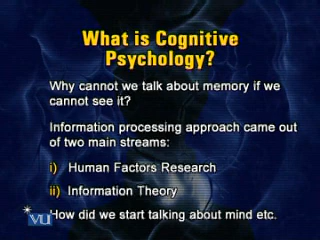 What is Cognitive
Psychology?
Why cannot we talk about memory if we
cannot see it?
Information processing approach came out
of two main streams:
i) Human Factors Research
ii) Information Theory
How did we start talking about mind etc.
VU